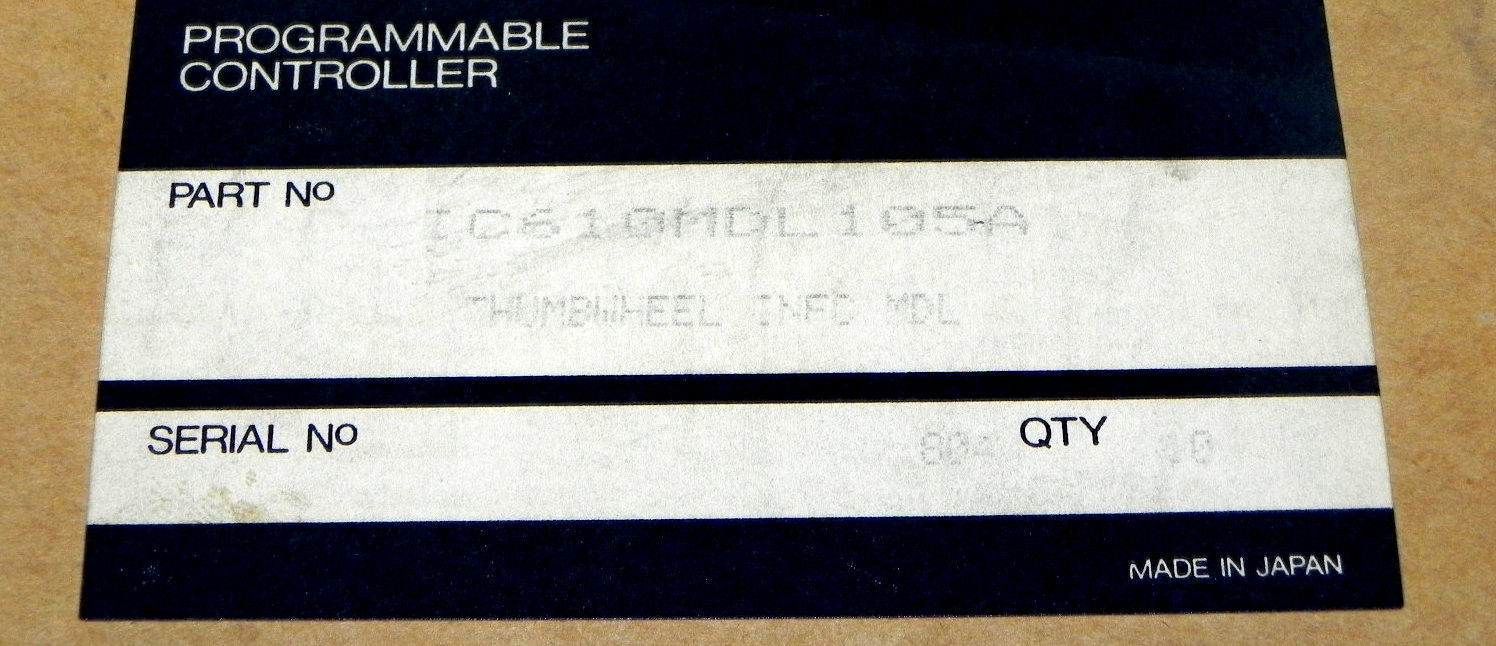 PROGRAMMABLE
CONTROLLER
PART Nº
IC610MDL105A
THUMBWHEEL INFC MDL
SERIAL Nº QTY
MADE IN JAPAN